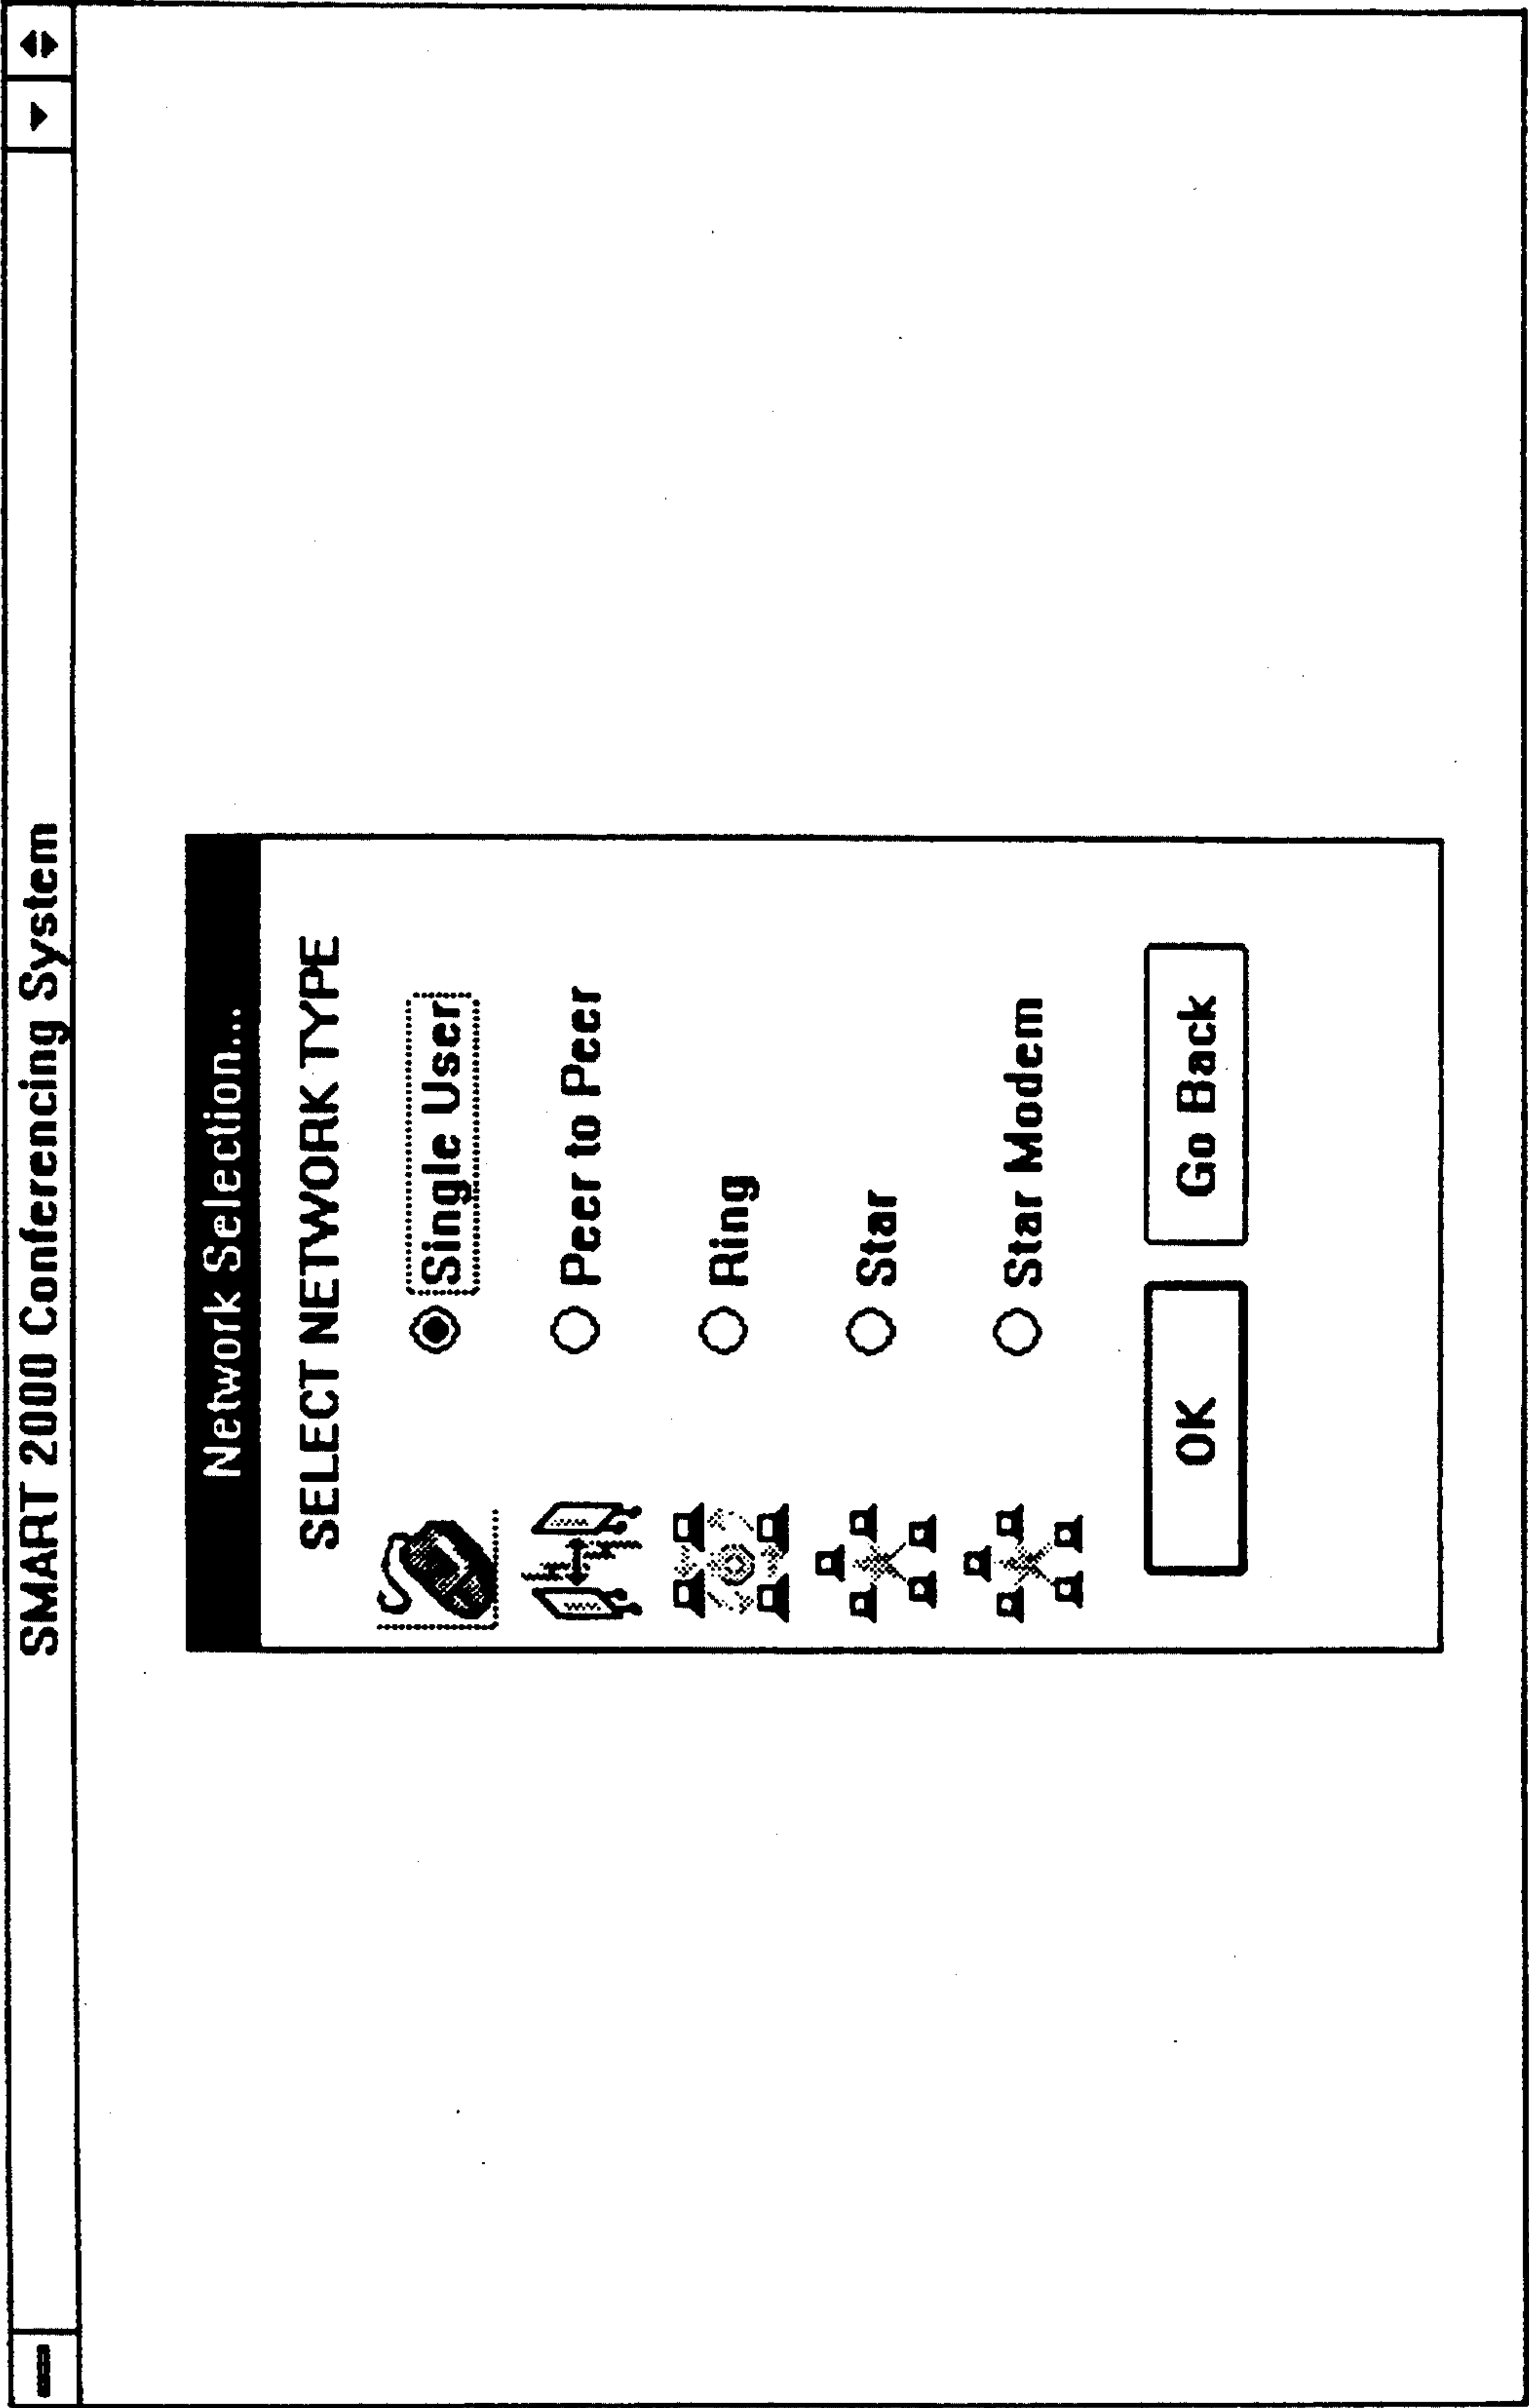 SMART 2000 Conferencing System
Network Selection...
SELECT NETWORK TYPE
Single User
Peer to Peer
Ring
Star
Star Modem
OK
Go Back